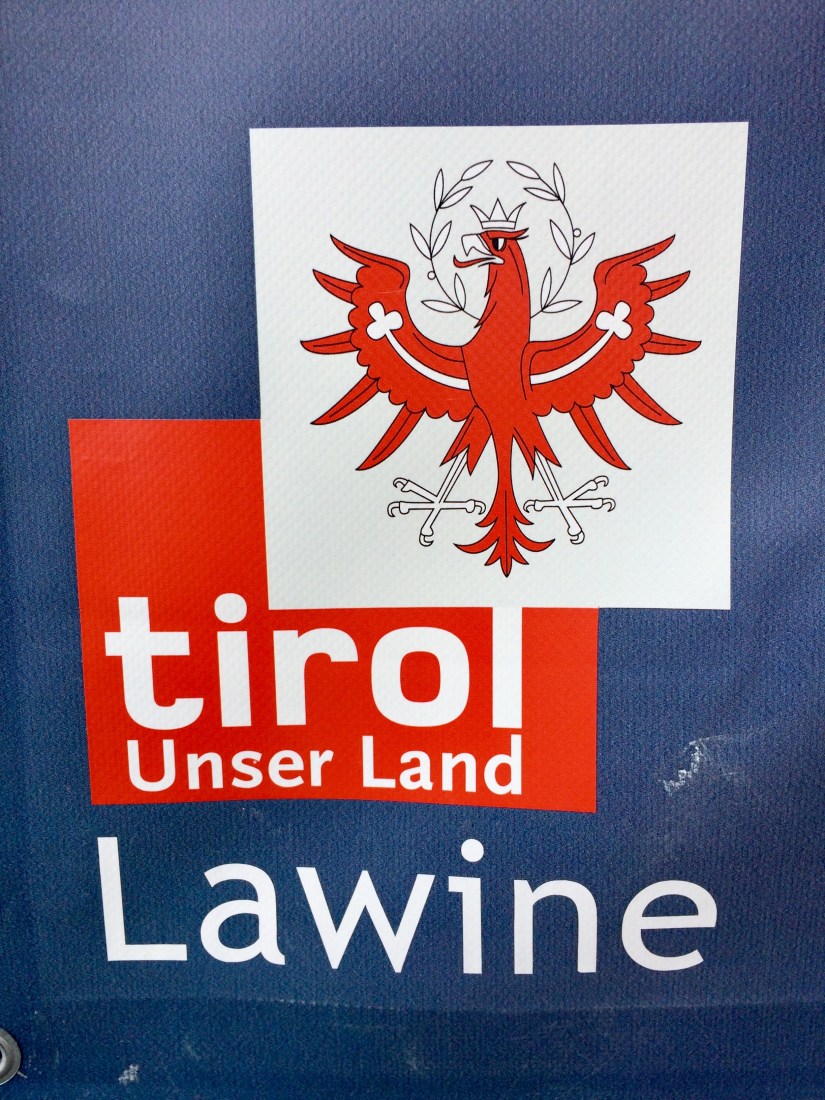 tirol
Unser Land
Lawine